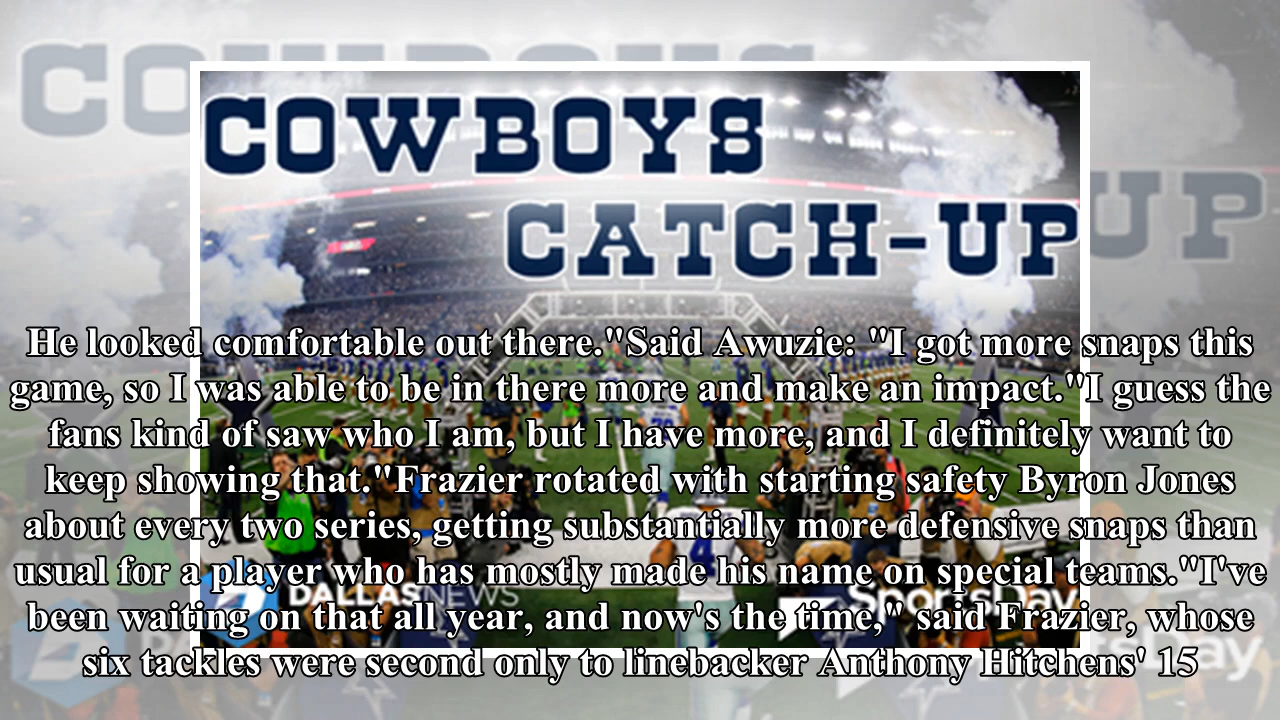 COWBOYS
CATCH-UP
He looked comfortable out there."Said Awuzie: "I got more snaps this
game, so I was able to be in there more and make an impact."I guess the
fans kind of saw who I am, but I have more, and I definitely want to
keep showing that."Frazier rotated with starting safety Byron Jones
about every two series, getting substantially more defensive snaps than
usual for a player who has mostly made his name on special teams."I've
DALLASNEWS SportsDay
been waiting on that all year, and now's the time," said Frazier, whose
six tackles were second only to linebacker Anthony Hitchens' 15